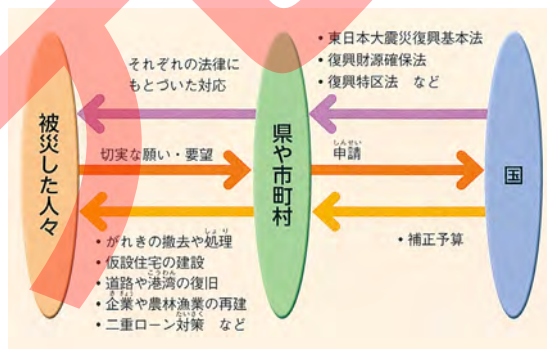 ・東日本大震災復興基本法
・復興財源確保法
・復興特区法　など
それぞれの法律に
もとづいた対応
被災した人々
県や市町村
国
切実な願い・要望
しんせい
申請
・補正予算
しょり
・がれきの撤去や処理
・仮設住宅の建設
こうわん
・道路や港湾の復旧
きぎょう
・企業や農林漁業の再建
たいさく
・二重ローン対策　など